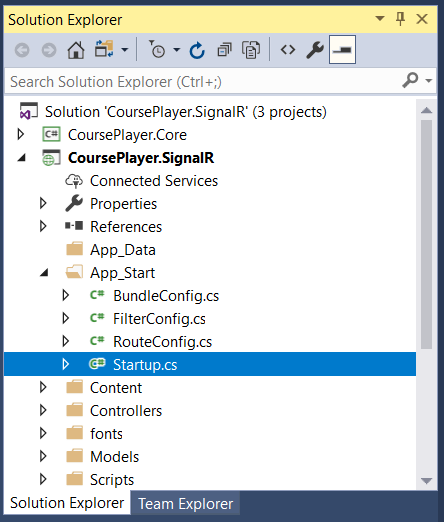 Solution Explorer
Search Solution Explorer (Ctrl+;)
Solution 'CoursePlayer.SignalR' (3 projects)
C# CoursePlayer.Core
CoursePlayer.SignalR
Connected Services
Properties
References
App_Data
App_Start
C# BundleConfig.cs
C# FilterConfig.cs
C# RouteConfig.cs
C# Startup.cs
Content
Controllers
fonts
Models
Scripts
Solution Explorer Team Explorer